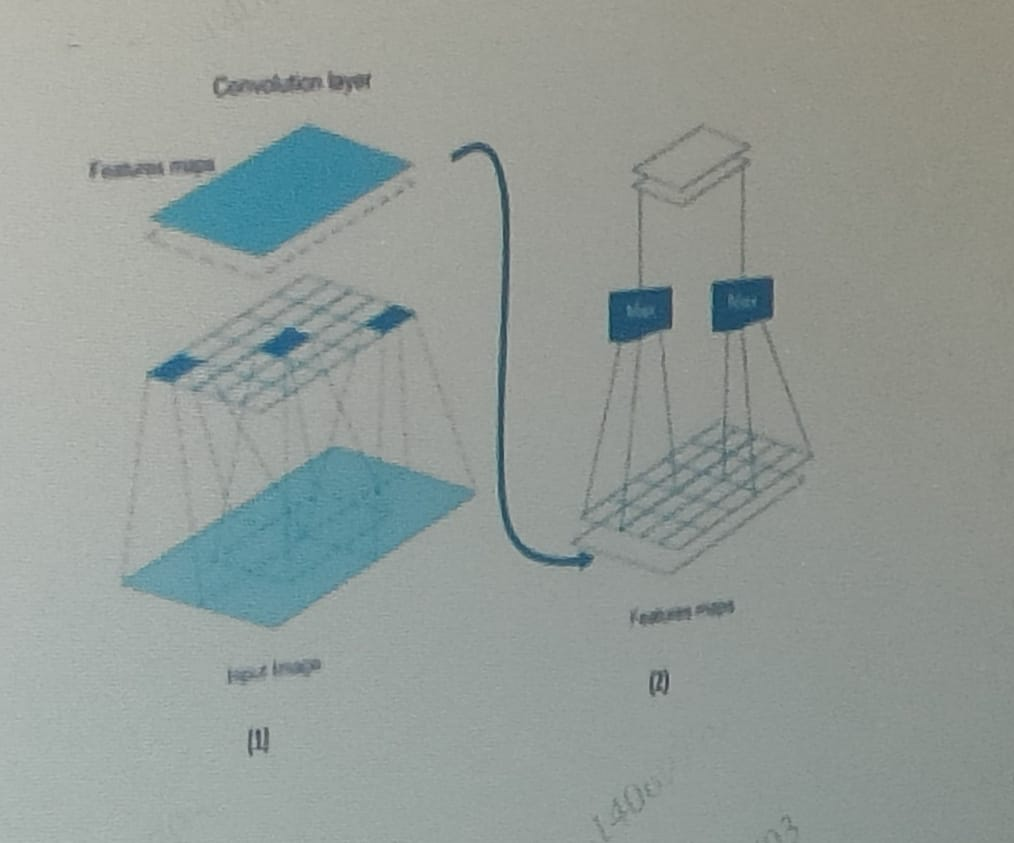 Convolution layer
Features maps
Max
Max
Features maps
Input image
(1)
(2)